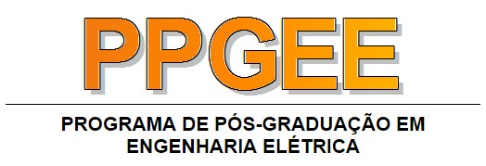 PPGEE
PROGRAMA DE PÓS-GRADUAÇÃO EM
ENGENHARIA ELÉTRICA